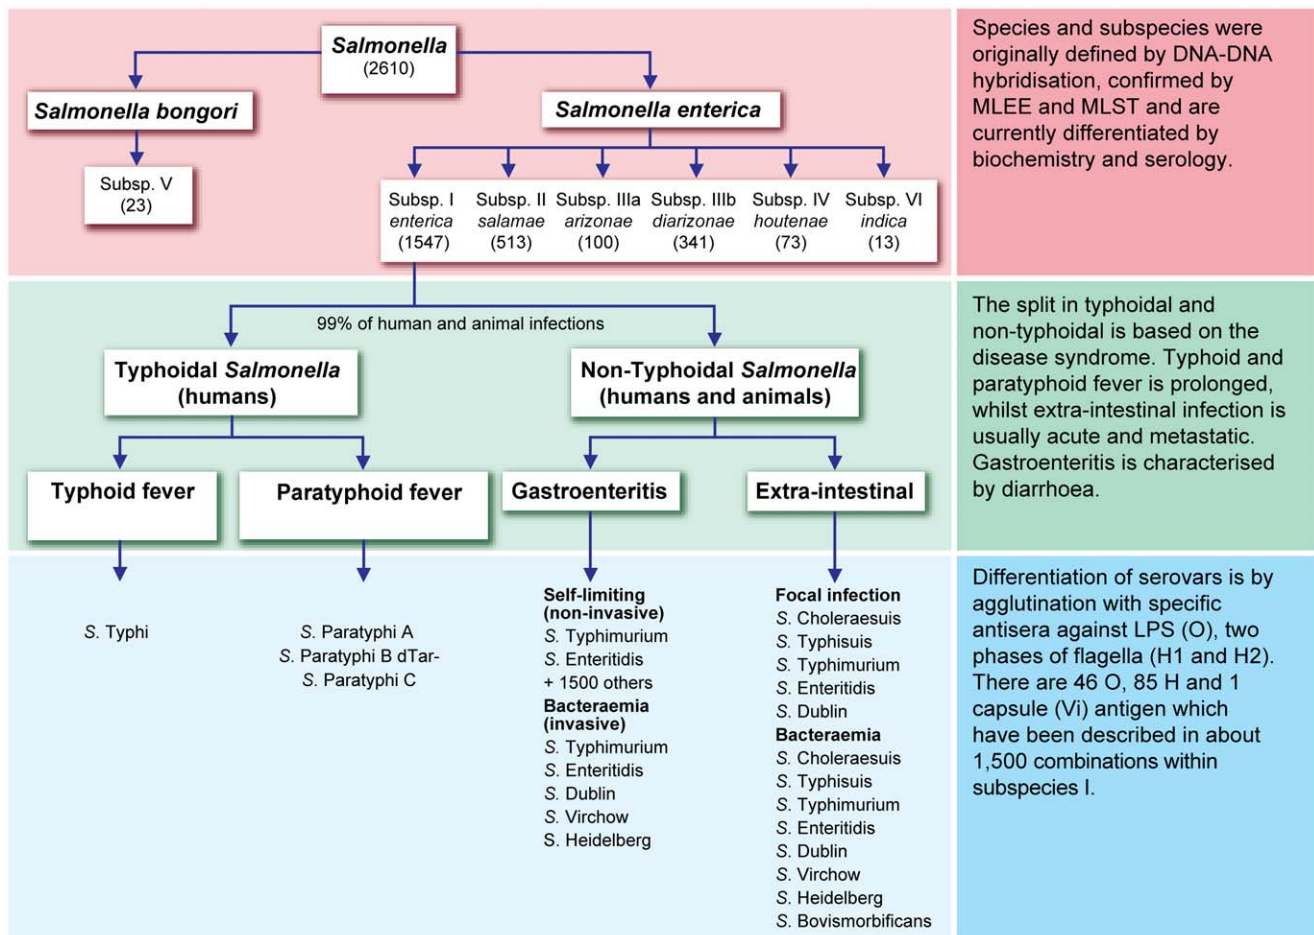 Salmonella
(2610)
Salmonella bongori
Salmonella enterica
Subsp. V
(23)
Subsp. I
enterica
(1547)
Subsp. II
salamae
(513)
Subsp. IIIa
arizonae
(100)
Subsp. IIIb
diarizonae
(341)
Subsp. IV
houtenae
(73)
Subsp. VI
indica
(13)
Species and subspecies were
originally defined by DNA-DNA
hybridisation, confirmed by
MLEE and MLST and are
currently differentiated by
biochemistry and serology.
99% of human and animal infections
Typhoidal Salmonella
(humans)
Non-Typhoidal Salmonella
(humans and animals)
Typhoid fever
Paratyphoid fever
Gastroenteritis
Extra-intestinal
The split in typhoidal and
non-typhoidal is based on the
disease syndrome. Typhoid and
paratyphoid fever is prolonged,
whilst extra-intestinal infection is
usually acute and metastatic.
Gastroenteritis is characterised
by diarrhoea.
S. Typhi
S. Paratyphi A
S. Paratyphi B dTar-
S. Paratyphi C
Self-limiting
(non-invasive)
S. Typhimurium
S. Enteritidis
+ 1500 others
Bacteraemia
(invasive)
S. Typhimurium
S. Enteritidis
S. Dublin
S. Virchow
S. Heidelberg
Focal infection
S. Choleraesuis
S. Typhisuis
S. Typhimurium
S. Enteritidis
S. Dublin
Bacteraemia
S. Choleraesuis
S. Typhisuis
S. Typhimurium
S. Enteritidis
S. Dublin
S. Virchow
S. Heidelberg
S. Bovismorbificans
Differentiation of serovars is by
agglutination with specific
antisera against LPS (O), two
phases of flagella (H1 and H2).
There are 46 O, 85 H and 1
capsule (Vi) antigen which
have been described in about
1,500 combinations within
subspecies I.